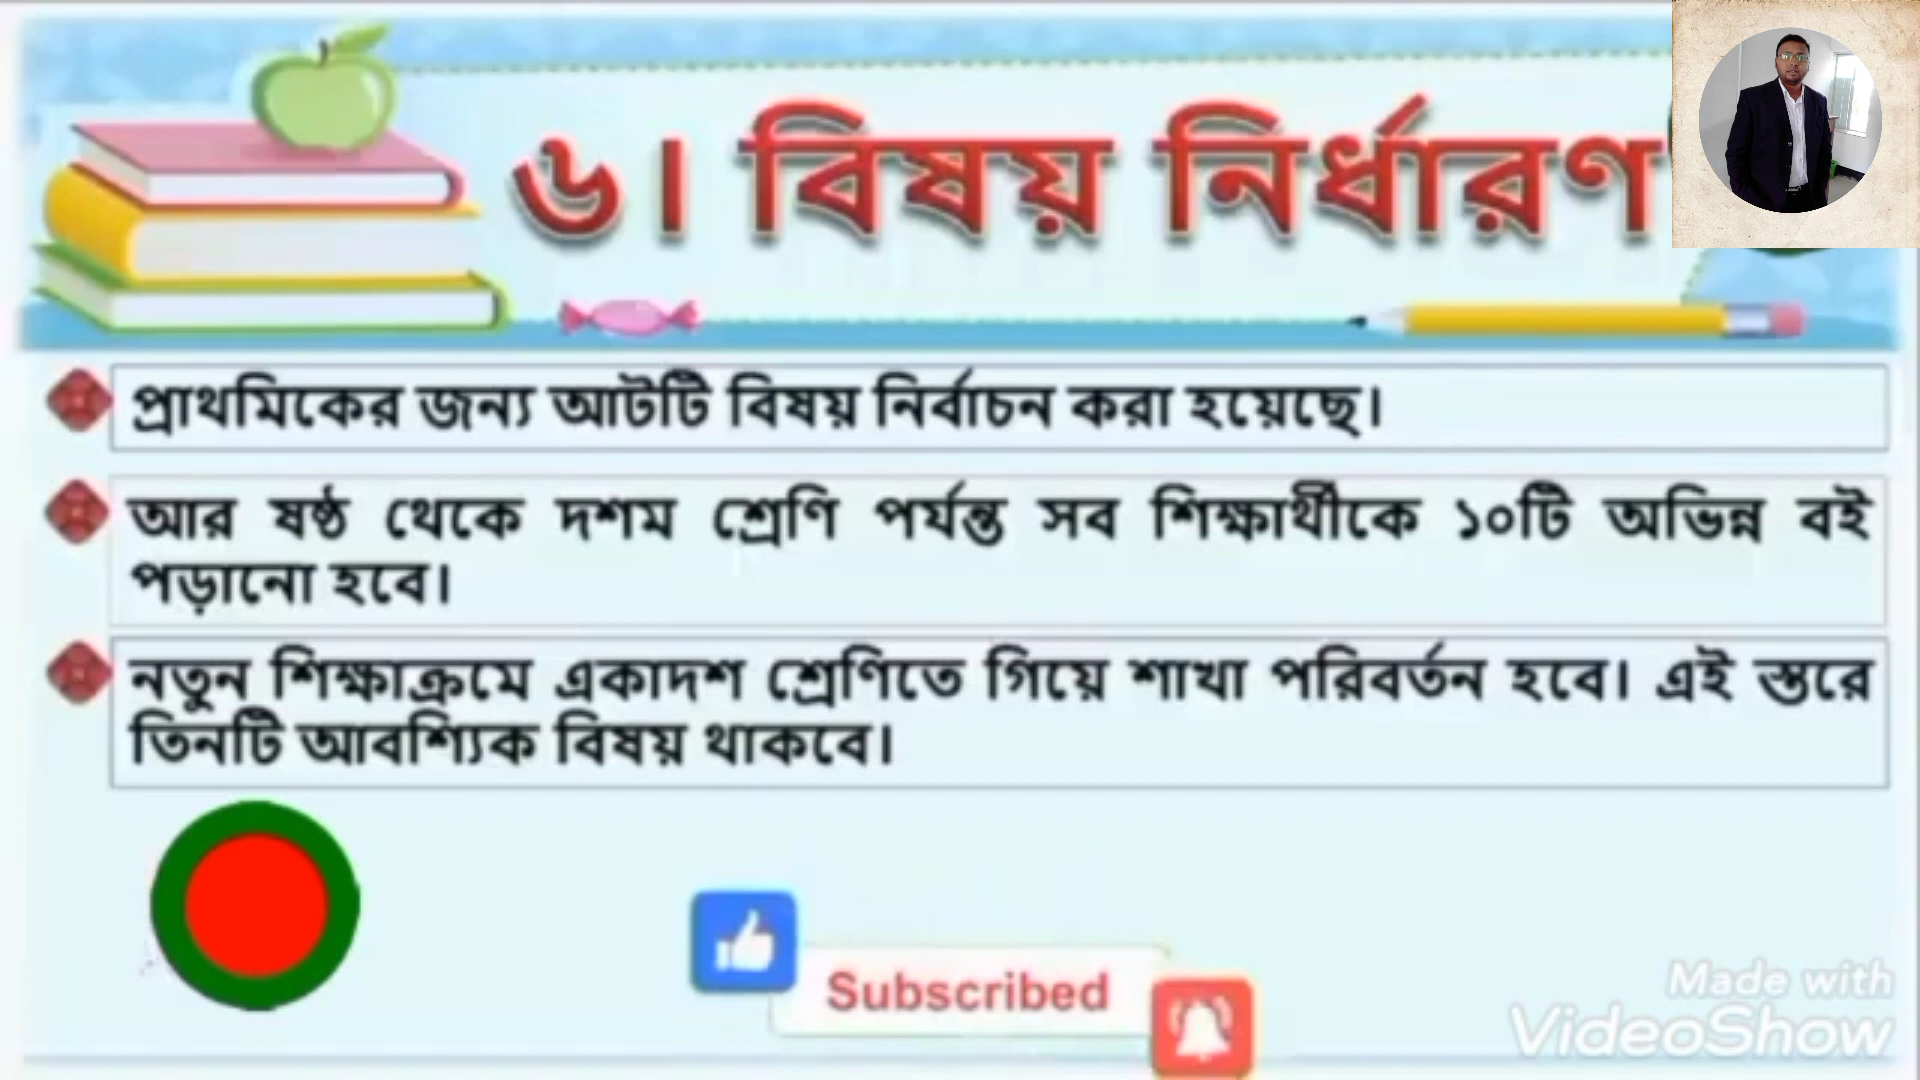 ৬। বিষয় নির্ধারণ
প্রাথমিকের জন্য আটটি বিষয় নির্বাচন করা হয়েছে।
আর ষষ্ঠ থেকে দশম শ্রেণি পর্যন্ত সব শিক্ষার্থীকে ১০টি অভিন্ন বই
পড়ানো হবে।
নতুন শিক্ষাক্রমে একাদশ শ্রেণিতে গিয়ে শাখা পরিবর্তন হবে। এই স্তরে
তিনটি আবশ্যিক বিষয় থাকবে।
Subscribed
Made with
VideoShow